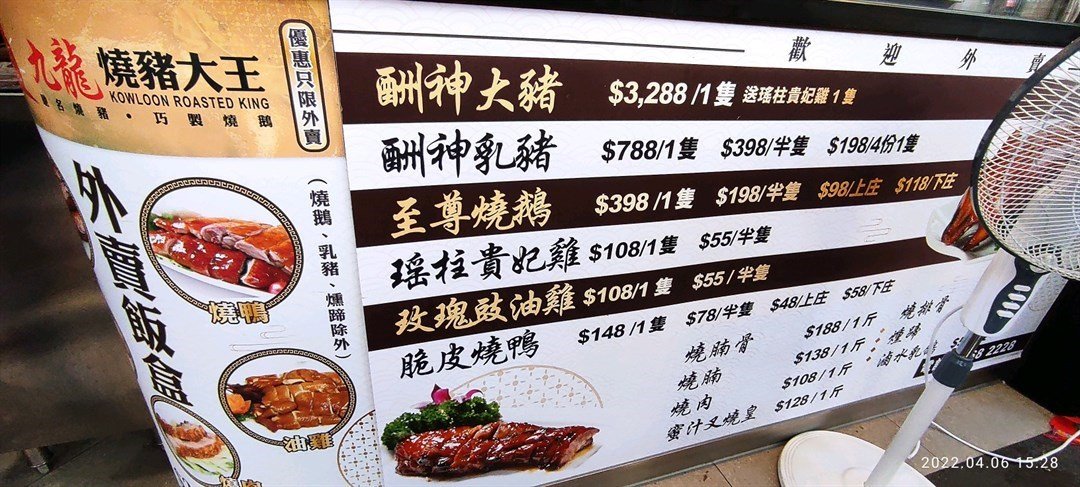 九龍
燒豬大王
KOWLOON ROASTED KING
燒豬・巧製燒鵝
優惠只限外賣
外賣飯盒
(燒鵝、乳豬、燻蹄除外)
燒鴨
油雞
歡迎外賣
酬神大豬 $3,288 /1隻 送瑤柱貴妃雞1隻
酬神乳豬 $788/1隻 $398/半隻 $198/4份1隻
至尊燒鵝 $398 /1隻 $198/半隻 $98/上庄 $118/下庄
瑤柱貴妃雞 $108/1隻 $55/半隻
玫瑰豉油雞 $108/1隻 $55 / 半隻
脆皮燒鴨 $148 /1隻 $78/半隻 $48/上庄 $58/下庄
燒腩骨 $188 / 1斤
燒腩 $138 / 1斤
燒肉 $108 / 1斤
蜜汁叉燒皇 $128 / 1斤
燒排骨
燻蹄
滷水乳
2228
2022.04.06 15:28